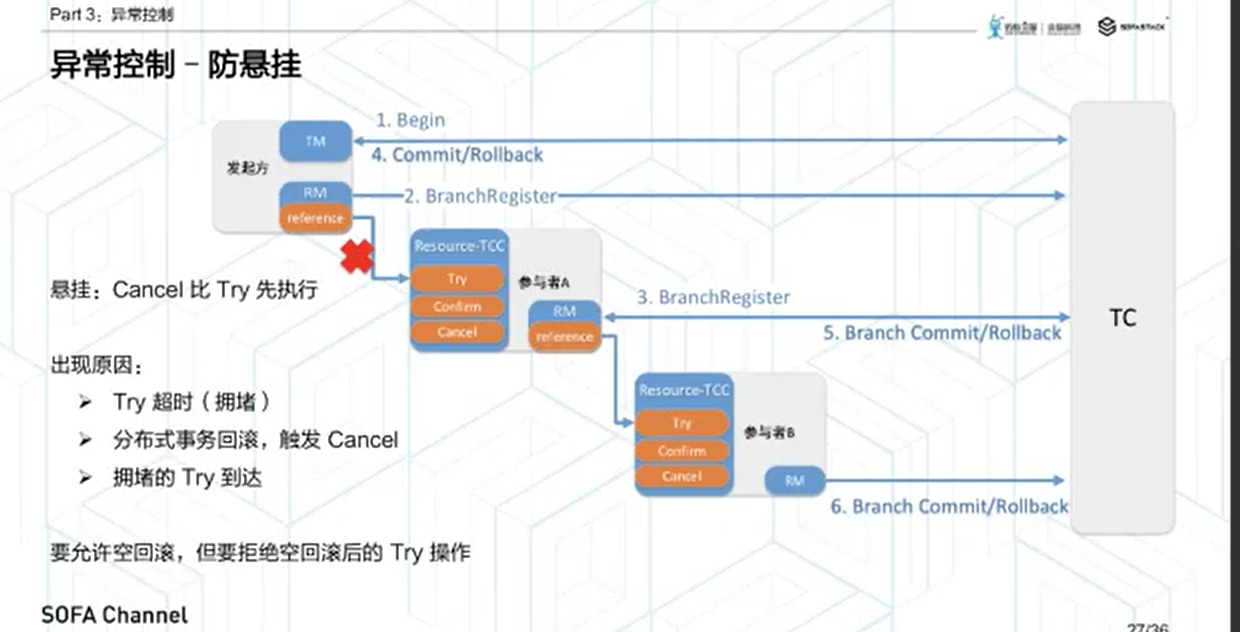 Part 3：异常控制
SOFASTACK
异常控制 – 防悬挂
TM
发起方
RM
reference
1. Begin
4. Commit/Rollback
2. BranchRegister
Resource-TCC
Try
Confirm
Cancel
参与者A
RM
reference
3. BranchRegister
5. Branch Commit/Rollback
TC
Resource-TCC
Try
Confirm
Cancel
参与者B
RM
6. Branch Commit/Rollback
悬挂：Cancel 比 Try 先执行
出现原因：
➢ Try 超时（拥堵）
➢ 分布式事务回滚，触发 Cancel
➢ 拥堵的 Try 到达
要允许空回滚，但要拒绝空回滚后的 Try 操作
SOFA Channel
27/36